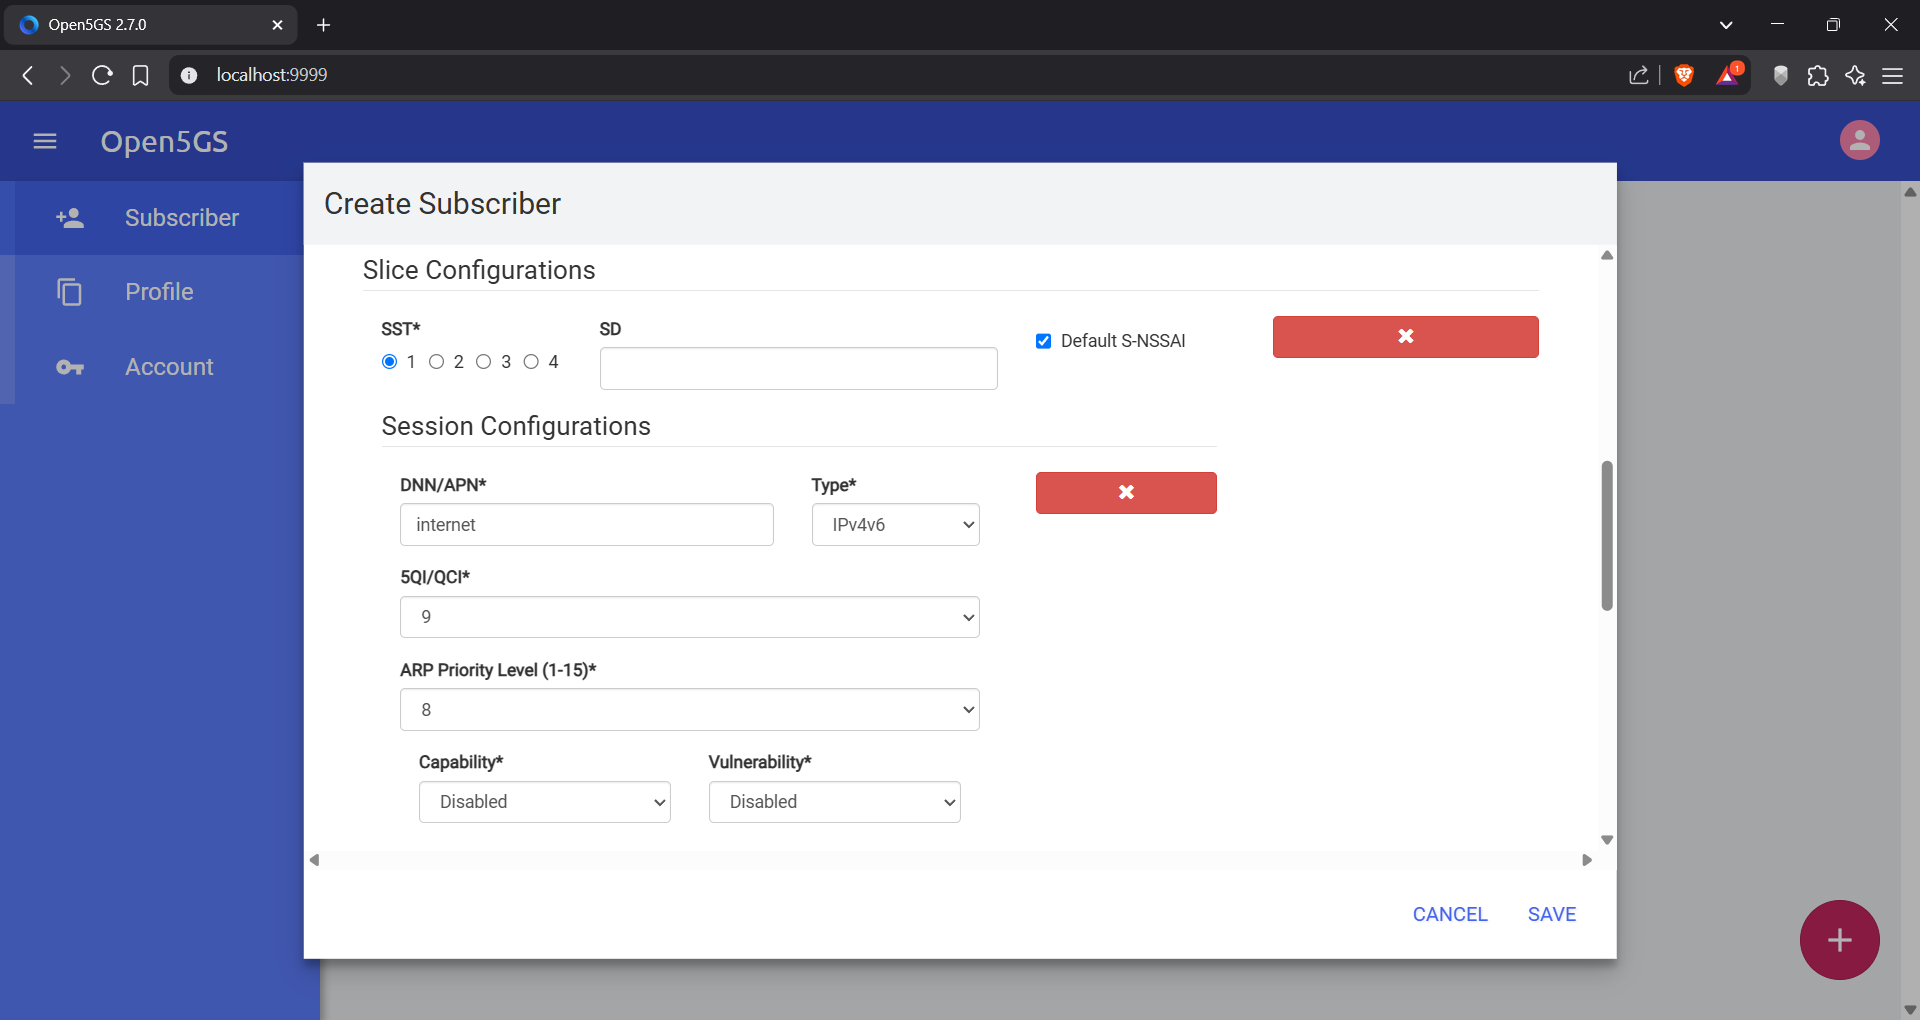 Open5GS 2.7.0
localhost:9999
1
Open5GS
Subscriber
Profile
Account
Create Subscriber
Slice Configurations
SST*
SD
1 2 3 4
Default S-NSSAI
Session Configurations
DNN/APN*
Type*
internet
IPv4v6
5QI/QCI*
9
ARP Priority Level (1-15)*
8
Capability*
Vulnerability*
Disabled
Disabled
CANCEL
SAVE